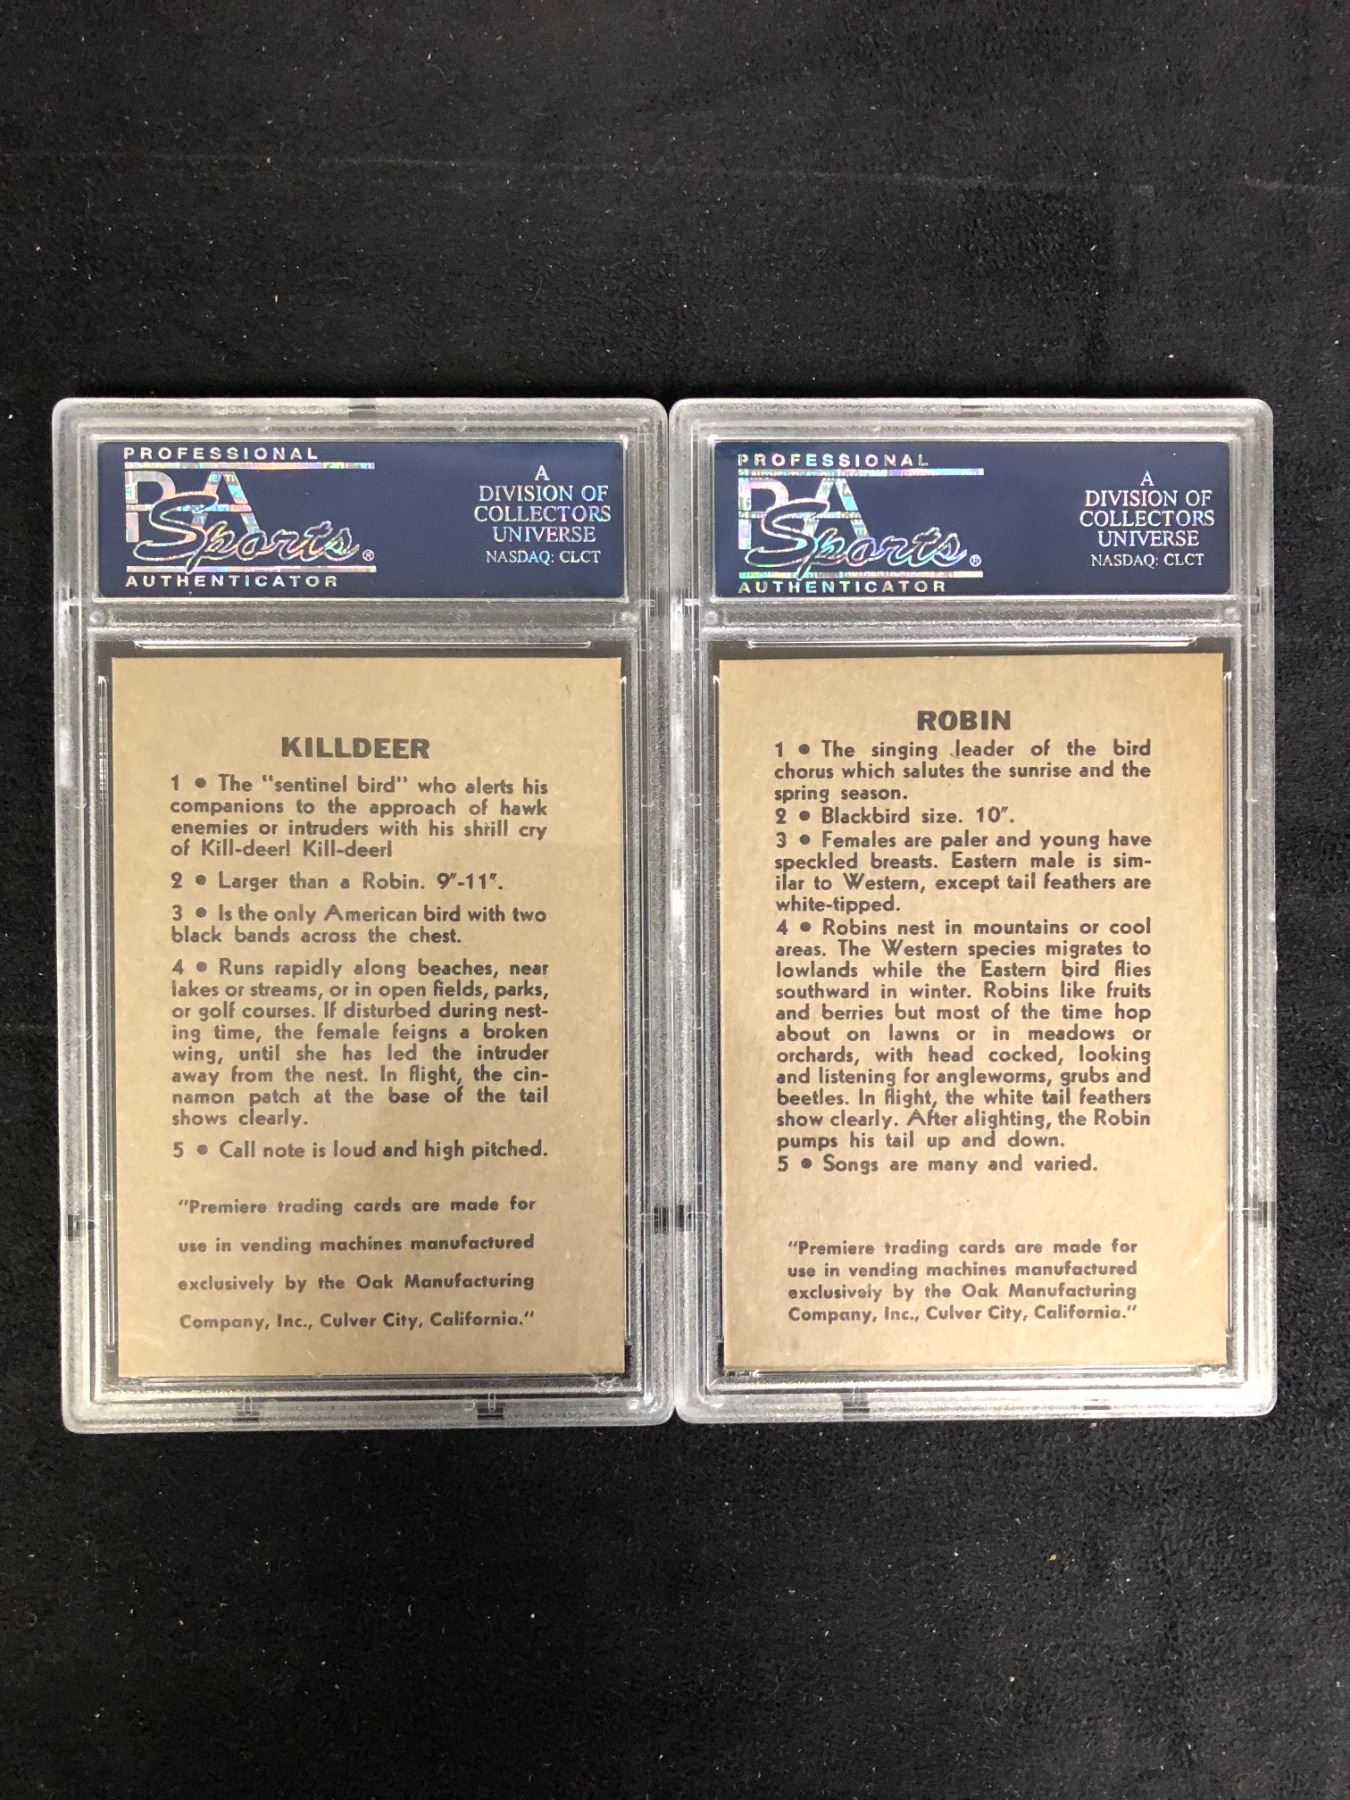 PROFESSIONAL
PSA
Sports®
AUTHENTICATOR
A
DIVISION OF
COLLECTORS
UNIVERSE
NASDAQ: CLCT
KILLDEER
1 • The "sentinel bird" who alerts his
companions to the approach of hawk
enemies or intruders with his shrill cry
of Kill-deer! Kill-deer!
2 • Larger than a Robin. 9"-11".
3 • Is the only American bird with two
black bands across the chest.
4 • Runs rapidly along beaches, near
lakes or streams, or in open fields, parks,
or golf courses. If disturbed during nest-
ing time, the female feigns a broken
wing, until she has led the intruder
away from the nest. In flight, the cin-
namon patch at the base of the tail
shows clearly.
5 • Call note is loud and high pitched.
"Premiere trading cards are made for
use in vending machines manufactured
exclusively by the Oak Manufacturing
Company, Inc., Culver City, California."
PROFESSIONAL
PSA
Sports®
AUTHENTICATOR
A
DIVISION OF
COLLECTORS
UNIVERSE
NASDAQ: CLCT
ROBIN
1 • The singing leader of the bird
chorus which salutes the sunrise and the
spring season.
2 • Blackbird size. 10".
3 • Females are paler and young have
speckled breasts. Eastern male is sim-
ilar to Western, except tail feathers are
white-tipped.
4 • Robins nest in mountains or cool
areas. The Western species migrates to
lowlands while the Eastern bird flies
southward in winter. Robins like fruits
and berries but most of the time hop
about on lawns or in meadows or
orchards, with head cocked, looking
and listening for angleworms, grubs and
beetles. In flight, the white tail feathers
show clearly. After alighting, the Robin
pumps his tail up and down.
5 • Songs are many and varied.
"Premiere trading cards are made for
use in vending machines manufactured
exclusively by the Oak Manufacturing
Company, Inc., Culver City, California."